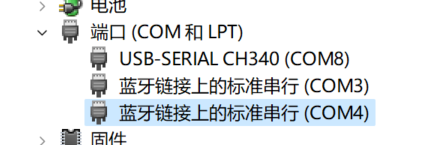 电池
端口 (COM 和 LPT)
USB-SERIAL CH340 (COM8)
蓝牙链接上的标准串行 (COM3)
蓝牙链接上的标准串行 (COM4)
固件